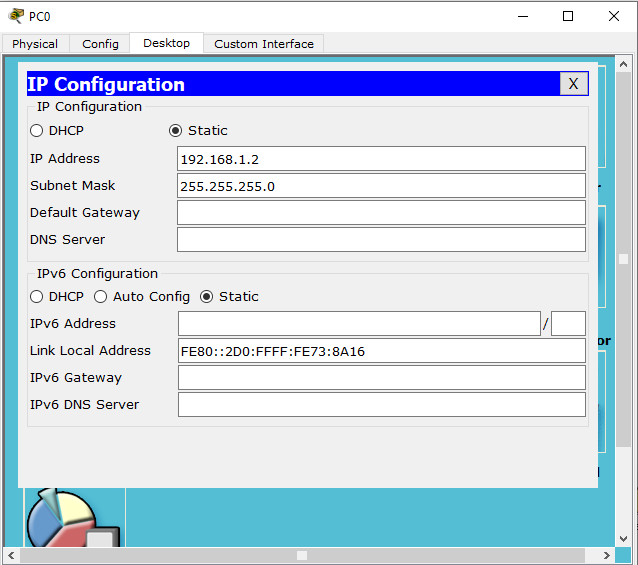 PC0
Physical Config Desktop Custom Interface
IP Configuration X
IP Configuration
DHCP Static
IP Address 192.168.1.2
Subnet Mask 255.255.255.0
Default Gateway
DNS Server
IPv6 Configuration
DHCP Auto Config Static
IPv6 Address /
Link Local Address FE80::2D0:FFFF:FE73:8A16
IPv6 Gateway
IPv6 DNS Server
or